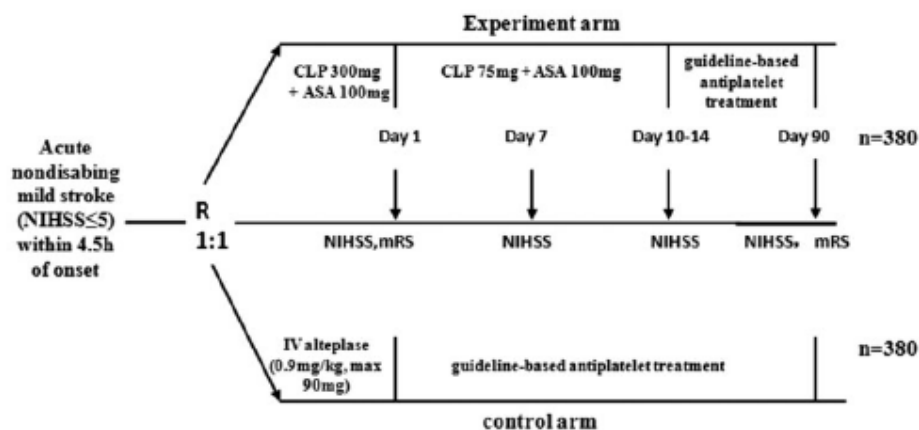 Experiment arm
CLP 300mg
+ ASA 100mg
CLP 75mg + ASA 100mg
guideline-based
antiplatelet
treatment
Day 1
Day 7
Day 10-14
Day 90
n=380
Acute
nondisabing
mild stroke
(NIHSS≤5)
within 4.5h
of onset
R
1:1
NIHSS,mRS
NIHSS
NIHSS
NIHSS, mRS
IV alteplase
(0.9mg/kg, max
90mg)
guideline-based antiplatelet treatment
n=380
control arm